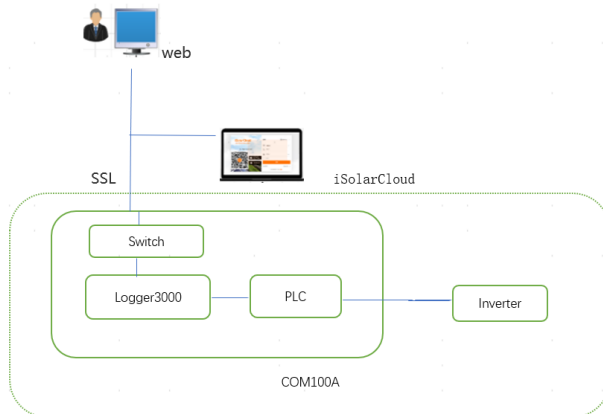 web
SSL
iSolarCloud
Switch
Logger3000
PLC
Inverter
COM100A